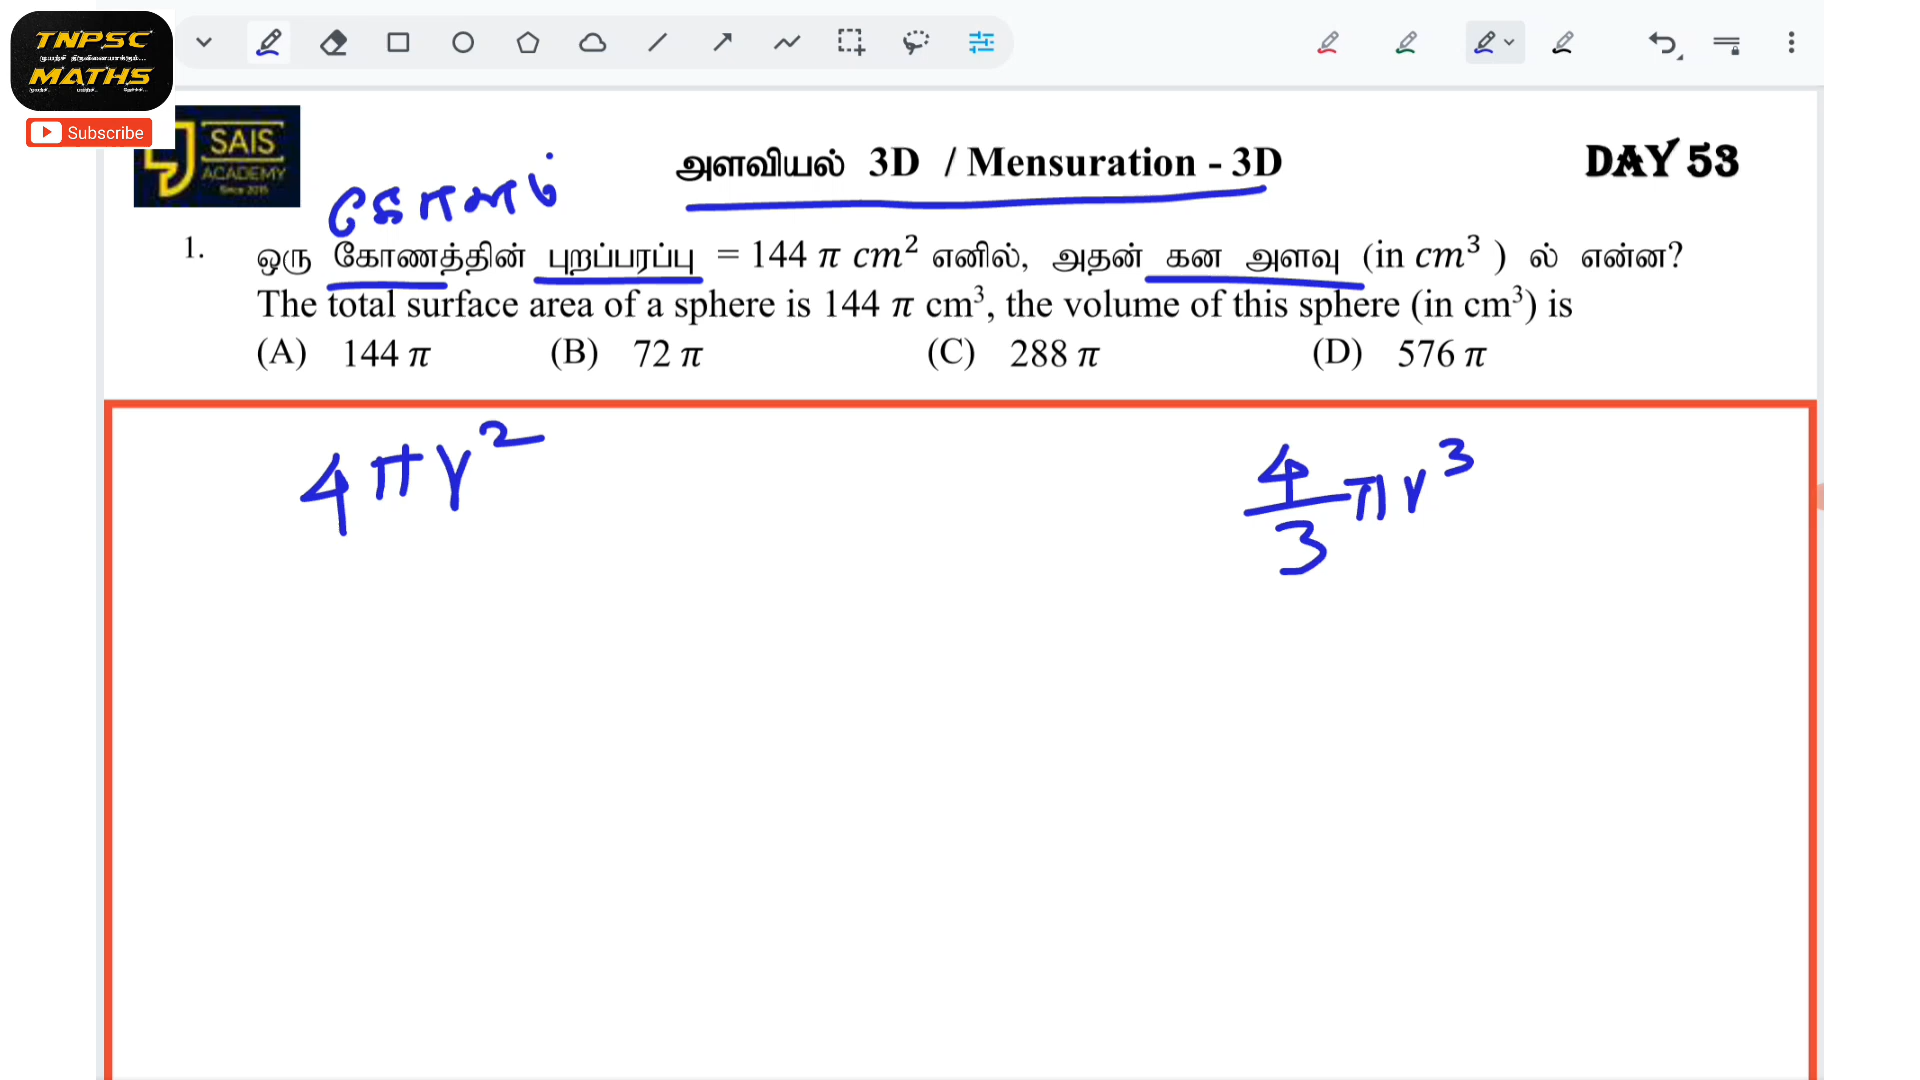 TNPSC
MATHS
Subscribe
SAIS
ACADEMY
Since 2015
அளவியல் 3D / Mensuration - 3D
DAY 53
கோளம்
1. ஒரு கோணத்தின் புறப்பரப்பு = 144 π cm² எனில், அதன் கன அளவு (in cm³ ) ல் என்ன?
The total surface area of a sphere is 144 π cm³, the volume of this sphere (in cm³) is
(A) 144 π (B) 72 π (C) 288 π (D) 576 π
4πr²
4/3 πr³